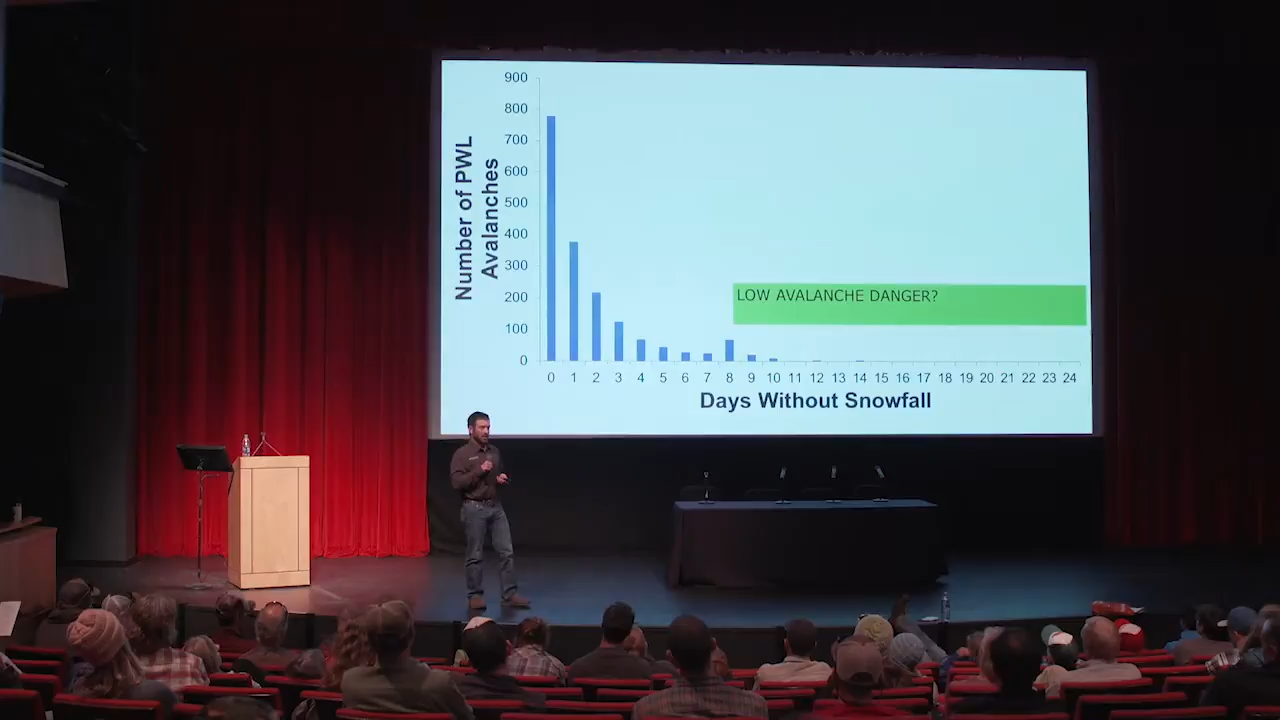 900
800
700
600
500
400
300
200
100
0
Number of PWL
Avalanches
LOW AVALANCHE DANGER?
0 1 2 3 4 5 6 7 8 9 10 11 12 13 14 15 16 17 18 19 20 21 22 23 24
Days Without Snowfall